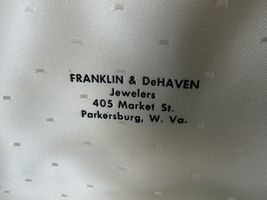 FRANKLIN & DeHAVEN
Jewelers
405 Market St.
Parkersburg, W. Va.